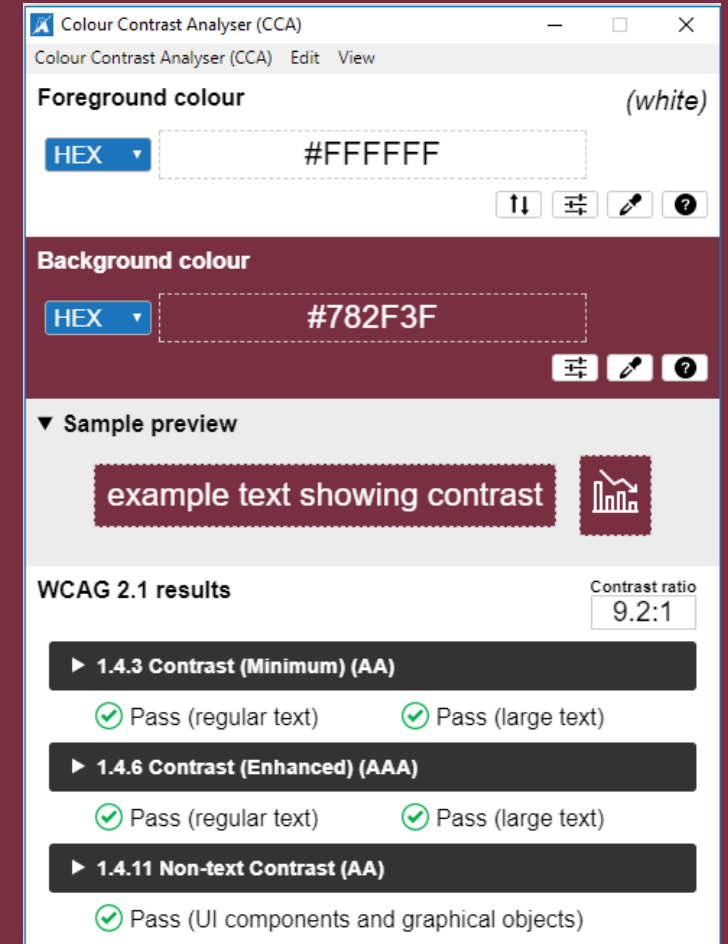 Colour Contrast Analyser (CCA)
Colour Contrast Analyser (CCA) Edit View
Foreground colour (white)
HEX #FFFFFF
Background colour
HEX #782F3F
Sample preview
example text showing contrast
WCAG 2.1 results
Contrast ratio
9.2:1
1.4.3 Contrast (Minimum) (AA)
Pass (regular text) Pass (large text)
1.4.6 Contrast (Enhanced) (AAA)
Pass (regular text) Pass (large text)
1.4.11 Non-text Contrast (AA)
Pass (UI components and graphical objects)